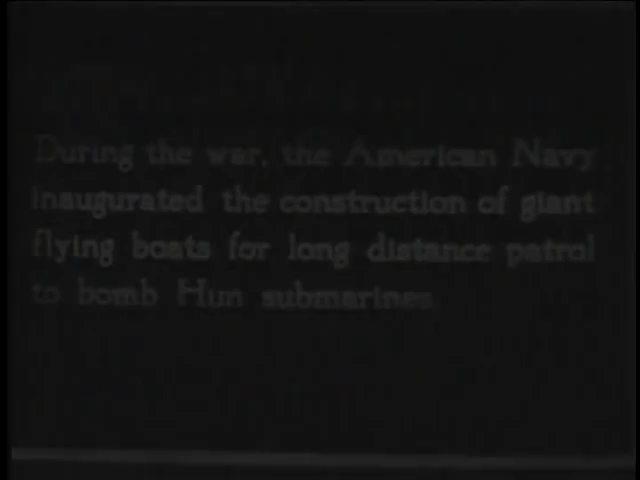 During the war, the American Navy
inaugurated the construction of giant
flying boats for long distance patrol
to bomb Hun submarines.